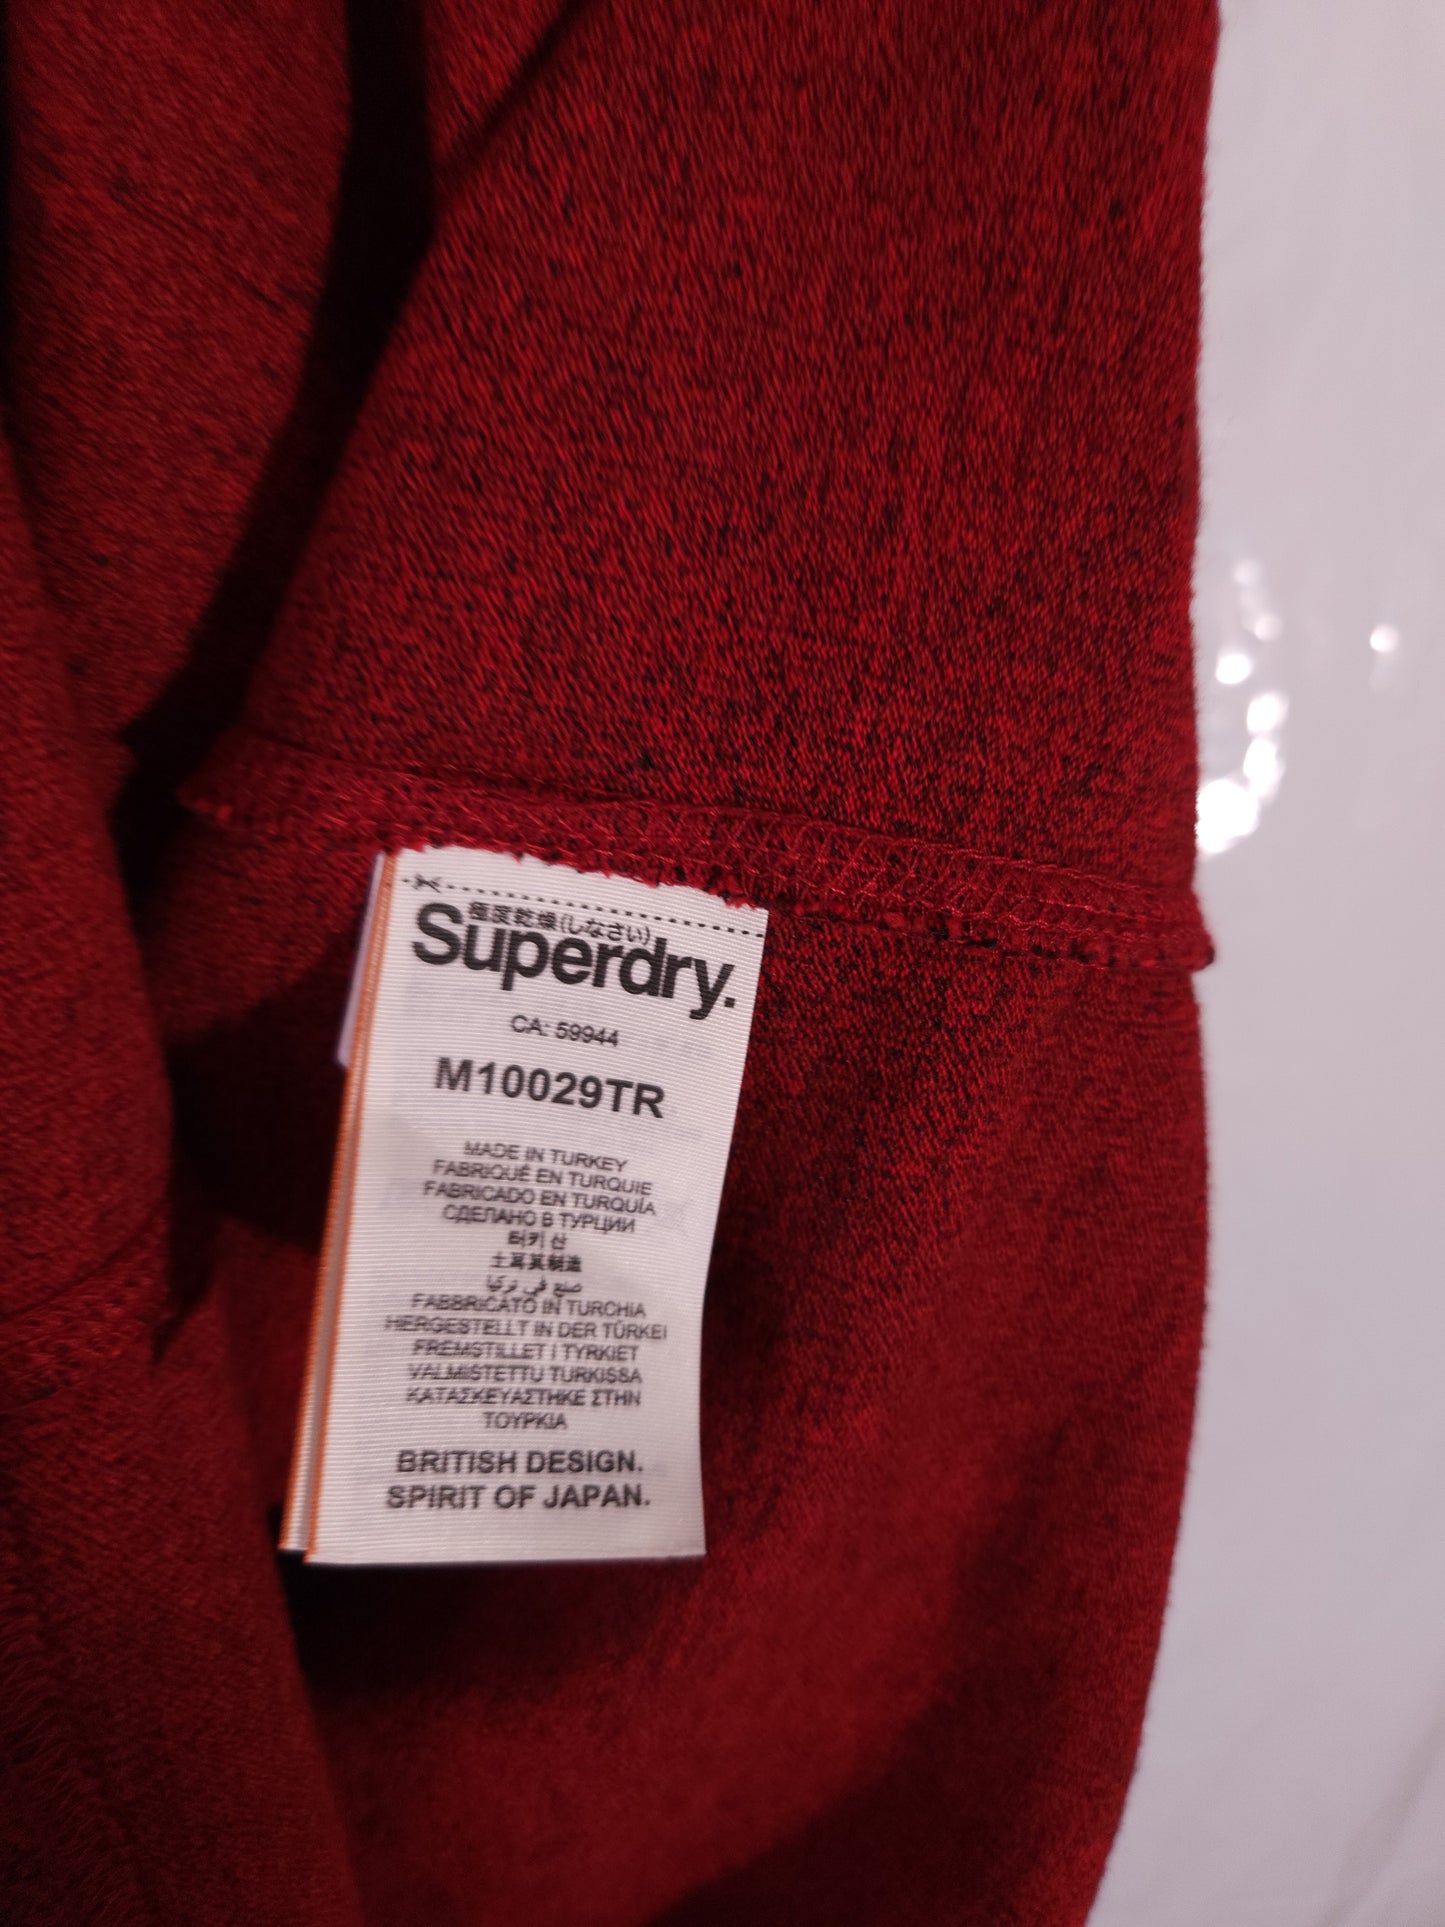 極度乾燥(しなさい)
Superdry.
CA: 59944
M10029TR
MADE IN TURKEY
FABRIQUÉ EN TURQUIE
FABRICADO EN TURQUÍA
СДЕЛАНО В ТУРЦИИ
터키 산
土耳其制造
صنع في تركيا
FABBRICATO IN TURCHIA
HERGESTELLT IN DER TÜRKEI
FREMSTILLET I TYRKIET
VALMISTETTU TURKISSA
ΚΑΤΑΣΚΕΥΑΣΤΗΚΕ ΣΤΗΝ
ΤΟΥΡΚΙΑ
BRITISH DESIGN.
SPIRIT OF JAPAN.